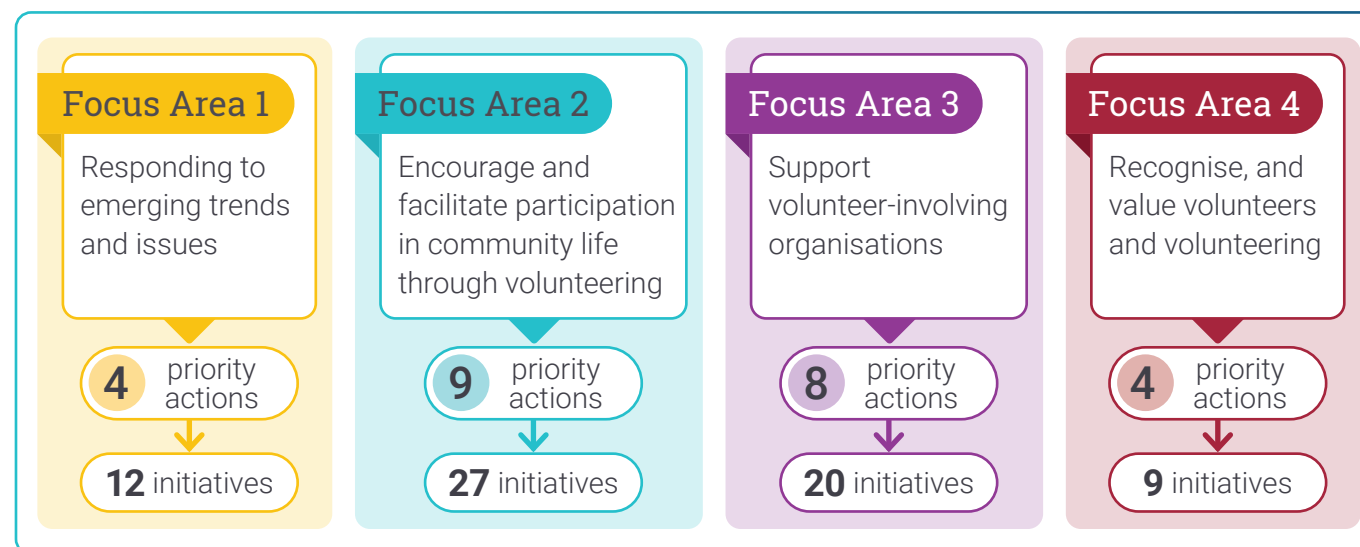 Focus Area 1
Responding to
emerging trends
and issues
4
priority
actions
12 initiatives
Focus Area 2
Encourage and
facilitate participation
in community life
through volunteering
9
priority
actions
27 initiatives
Focus Area 3
Support
volunteer-involving
organisations
8
priority
actions
20 initiatives
Focus Area 4
Recognise, and
value volunteers
and volunteering
4
priority
actions
9 initiatives